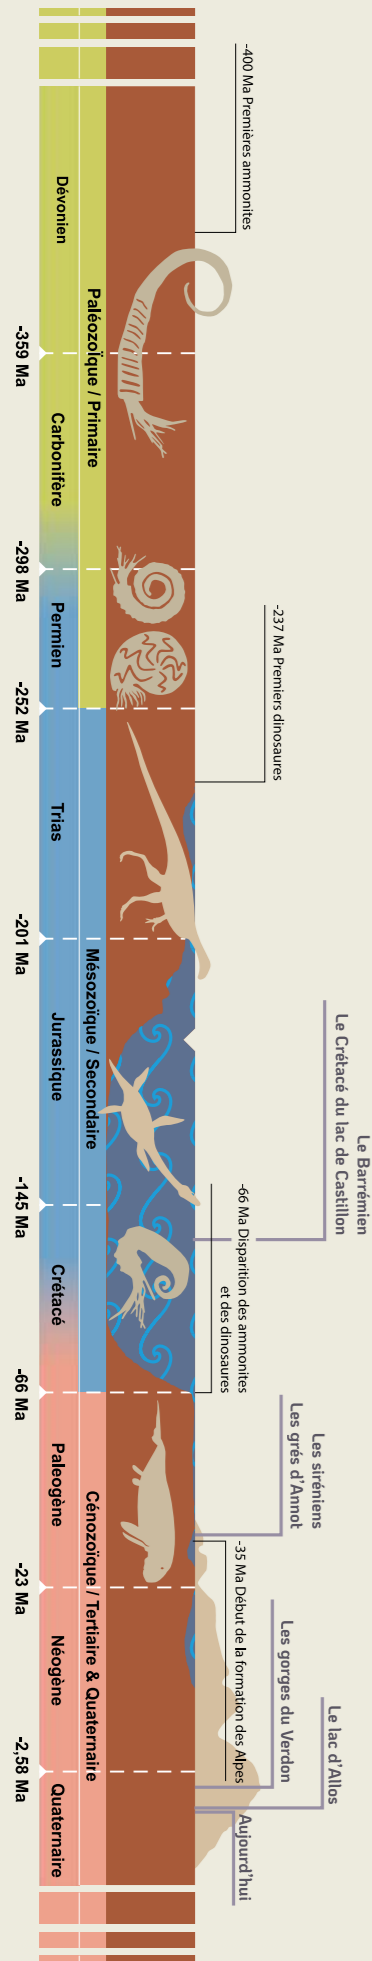 -400 Ma Premières ammonites
-237 Ma Premiers dinosaures
Le Barrémien
Le Crétacé du lac de Castillon
-66 Ma Disparition des ammonites
et des dinosaures
Les siréniens
Les grés d'Annot
-35 Ma Début de la formation des Alpes
Les gorges du Verdon
Le lac d'Allos
Aujourd'hui
Paléozoïque / Primaire
Mésozoïque / Secondaire
Cénozoïque / Tertiaire & Quaternaire
Dévonien
Carbonifère
Permien
Trias
Jurassique
Crétacé
Paleogène
Néogène
Quaternaire
-359 Ma
-298 Ma
-252 Ma
-201 Ma
-145 Ma
-66 Ma
-23 Ma
-2,58 Ma